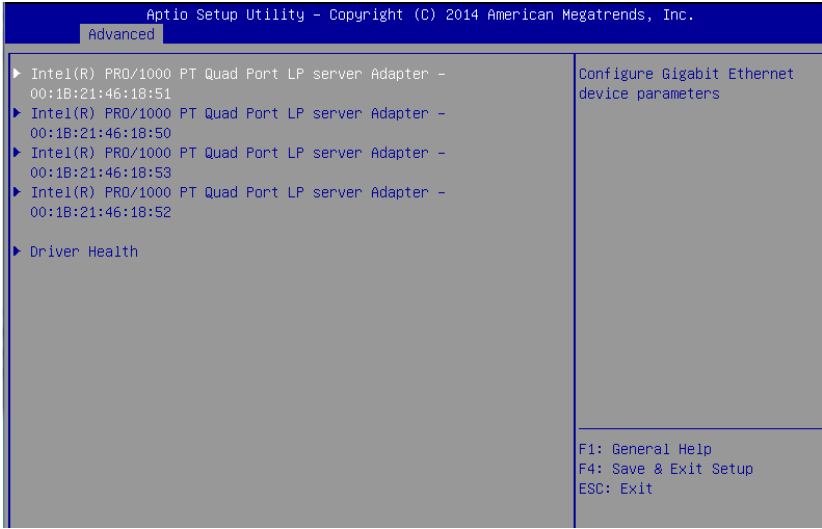 Aptio Setup Utility – Copyright (C) 2014 American Megatrends, Inc.
Advanced
Intel(R) PRO/1000 PT Quad Port LP server Adapter –
00:1B:21:46:18:51
Intel(R) PRO/1000 PT Quad Port LP server Adapter –
00:1B:21:46:18:50
Intel(R) PRO/1000 PT Quad Port LP server Adapter –
00:1B:21:46:18:53
Intel(R) PRO/1000 PT Quad Port LP server Adapter –
00:1B:21:46:18:52
Driver Health
Configure Gigabit Ethernet
device parameters
F1: General Help
F4: Save & Exit Setup
ESC: Exit